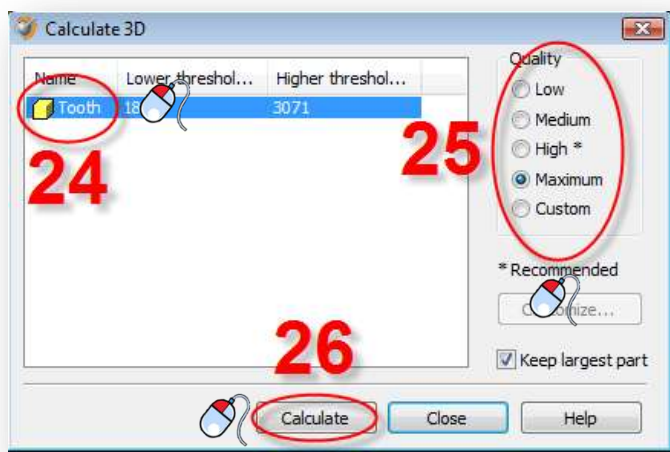 Calculate 3D
Name Lower threshol... Higher threshol...
Tooth 18 3071
24
Quality
Low
Medium
High *
Maximum
Custom
25
* Recommended
Keep largest part
26
Calculate Close Help